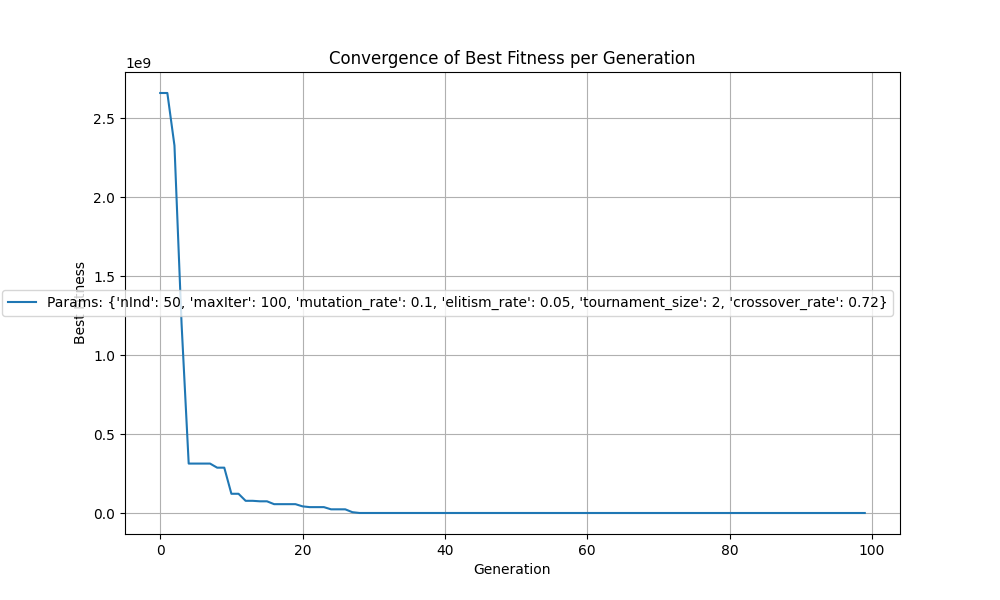 Convergence of Best Fitness per Generation
1e9
2.5
2.0
1.5
1.0
0.5
0.0
Best Fitness
Params: {'nInd': 50, 'maxIter': 100, 'mutation_rate': 0.1, 'elitism_rate': 0.05, 'tournament_size': 2, 'crossover_rate': 0.72}
0 20 40 60 80 100
Generation